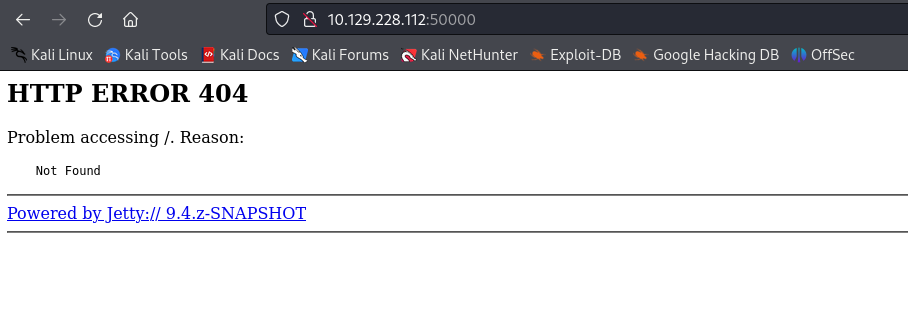 10.129.228.112:50000
Kali Linux Kali Tools Kali Docs Kali Forums Kali NetHunter Exploit-DB Google Hacking DB OffSec
HTTP ERROR 404
Problem accessing /. Reason:
Not Found
Powered by Jetty:// 9.4.z-SNAPSHOT